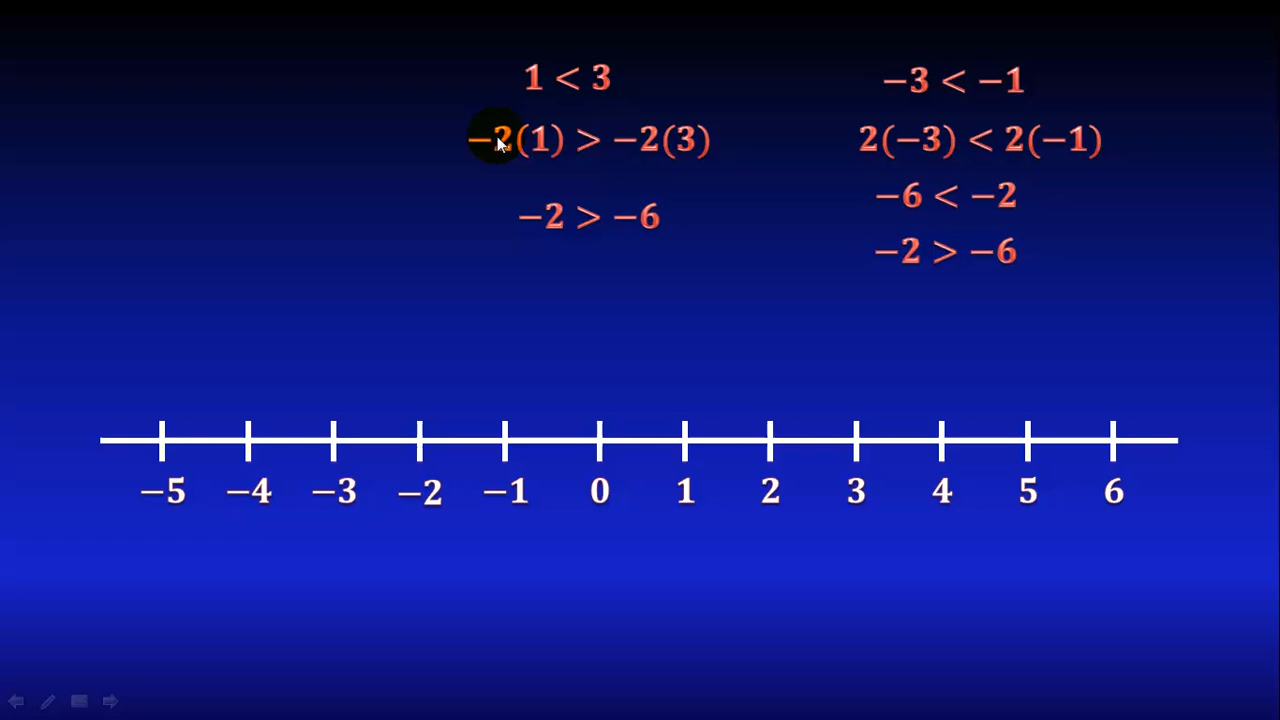 1 < 3
−2(1) > −2(3)
−2 > −6
−3 < −1
2(−3) < 2(−1)
−6 < −2
−2 > −6
−5 −4 −3 −2 −1 0 1 2 3 4 5 6